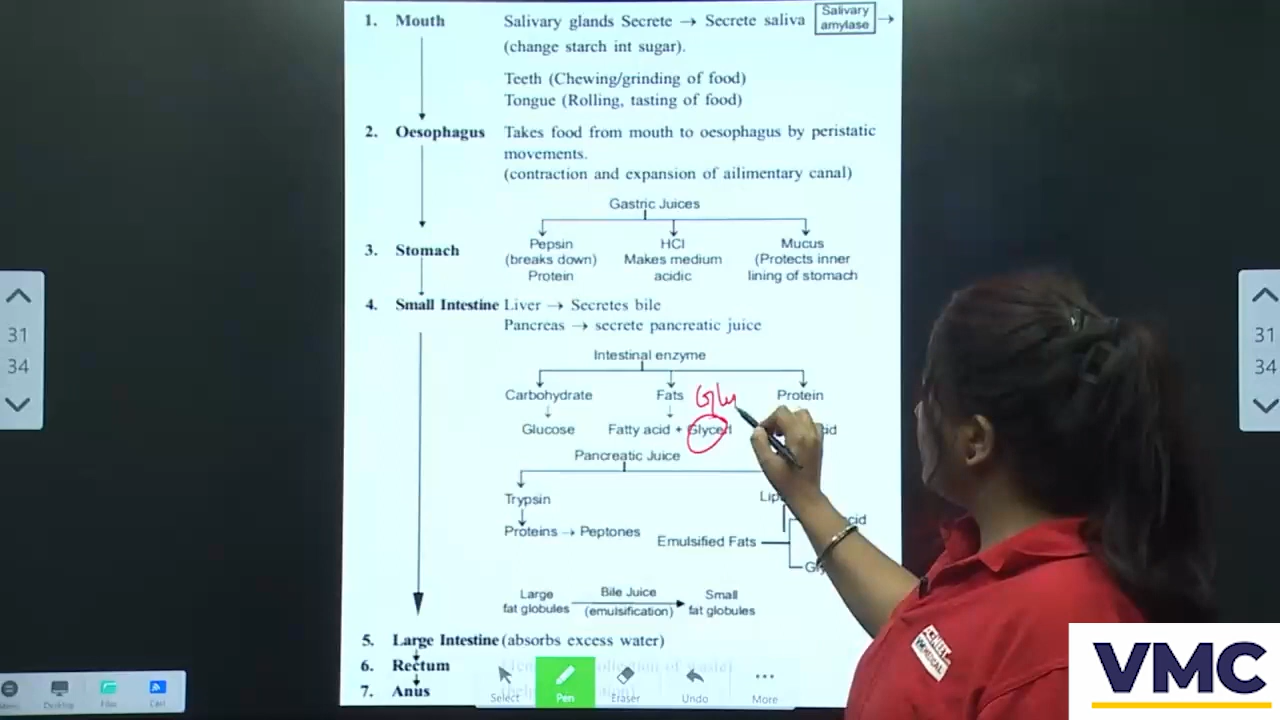 1. Mouth Salivary glands Secrete → Secrete saliva Salivary amylase →
(change starch int sugar).
Teeth (Chewing/grinding of food)
Tongue (Rolling, tasting of food)
2. Oesophagus Takes food from mouth to oesophagus by peristatic
movements.
(contraction and expansion of ailimentary canal)
Gastric Juices
3. Stomach
Pepsin HCl Mucus
(breaks down) Makes medium (Protects inner
Protein acidic lining of stomach
4. Small Intestine Liver → Secretes bile
Pancreas → secrete pancreatic juice
Intestinal enzyme
Carbohydrate Fats Gly Protein
Glucose Fatty acid + Glycerl
Pancreatic Juice
Trypsin
Proteins → Peptones
Emulsified Fats
Large Bile Juice Small
fat globules (emulsification) fat globules
5. Large Intestine (absorbs excess water)
6. Rectum
7. Anus
31
34
31
34
Select Pen Eraser Undo More
Desktop
VMC